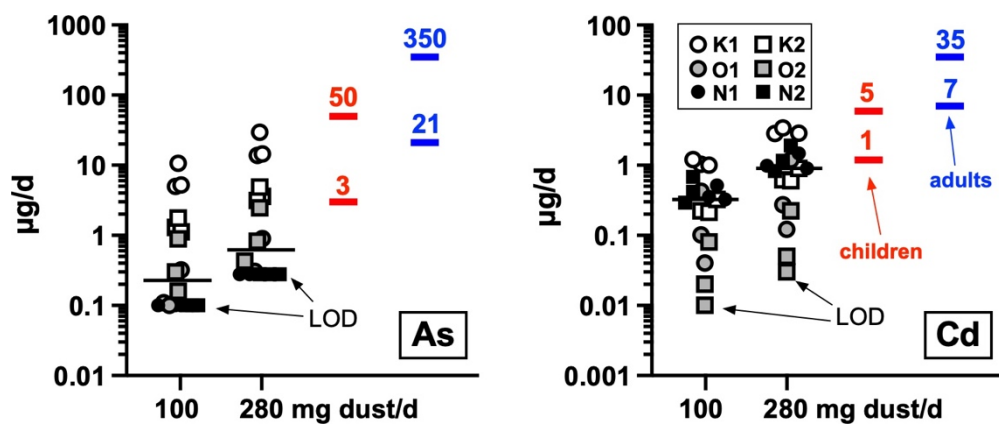 µg/d
1000
100
10
1
0.1
0.01
350
50
21
3
LOD
As
100 280 mg dust/d
µg/d
1000
100
10
1
0.1
0.01
0.001
K1 K2
O1 O2
N1 N2
35
5
7
1
adults
children
LOD
Cd
100 280 mg dust/d